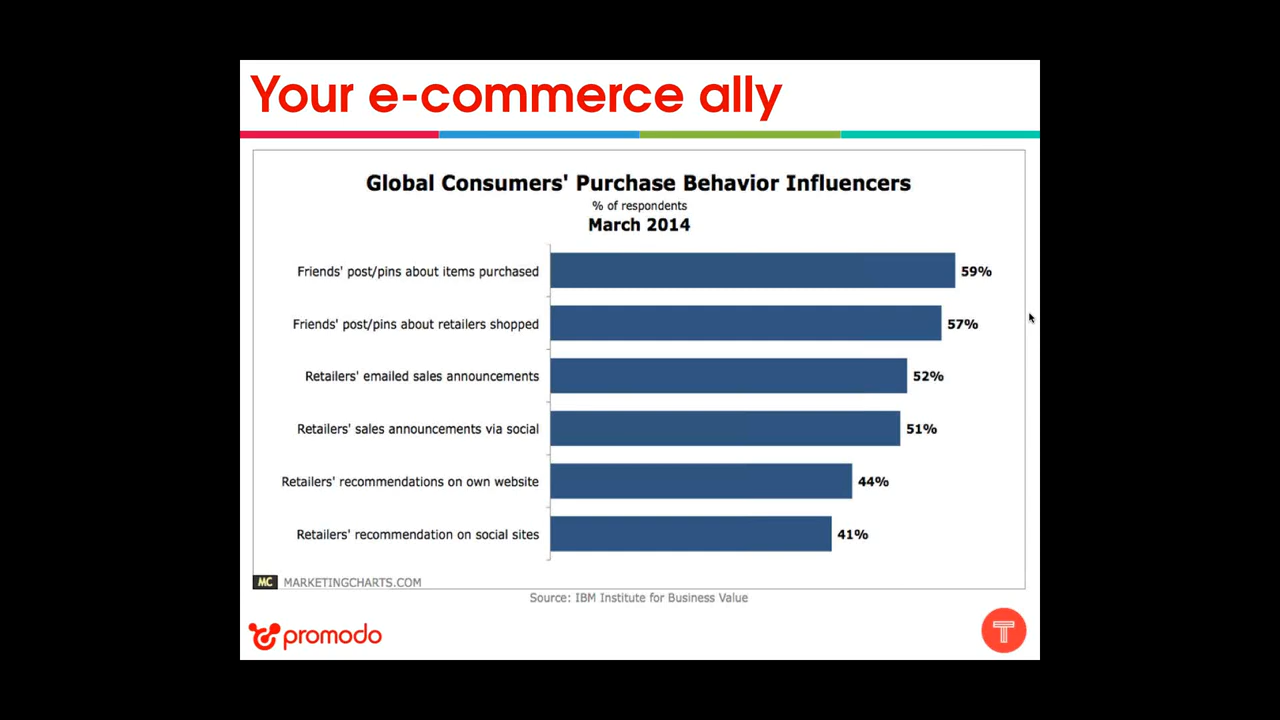 Your e-commerce ally
Global Consumers' Purchase Behavior Influencers
% of respondents
March 2014
Friends' post/pins about items purchased
59%
Friends' post/pins about retailers shopped
57%
Retailers' emailed sales announcements
52%
Retailers' sales announcements via social
51%
Retailers' recommendations on own website
44%
Retailers' recommendation on social sites
41%
MC MARKETINGCHARTS.COM
Source: IBM Institute for Business Value
promodo
T